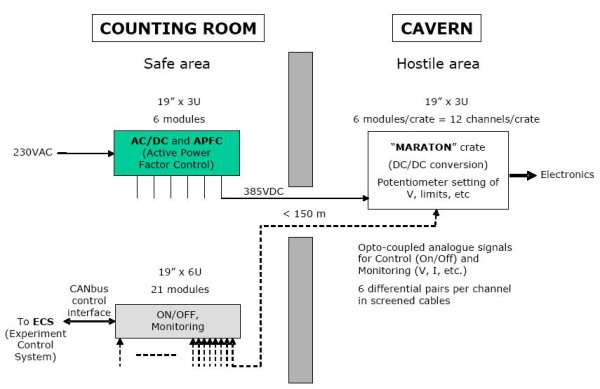 COUNTING ROOM
CAVERN
Safe area
Hostile area
19” x 3U
6 modules
19” x 3U
6 modules/crate = 12 channels/crate
230VAC
AC/DC and APFC
(Active Power
Factor Control)
“MARATON” crate
(DC/DC conversion)
Potentiometer setting of
V, limits, etc
Electronics
385VDC
< 150 m
Opto-coupled analogue signals
for Control (On/Off) and
Monitoring (V, I, etc.)
6 differential pairs per channel
in screened cables
19” x 6U
21 modules
CANbus
control
interface
ON/OFF,
Monitoring
To ECS
(Experiment
Control
System)